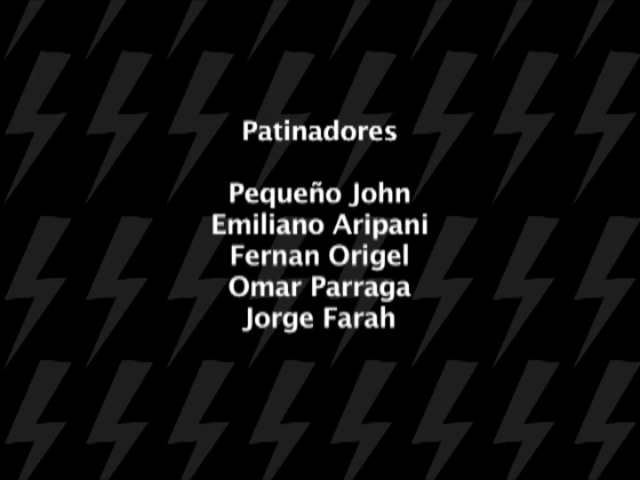 Patinadores
Pequeño John
Emiliano Aripani
Fernan Origel
Omar Parraga
Jorge Farah